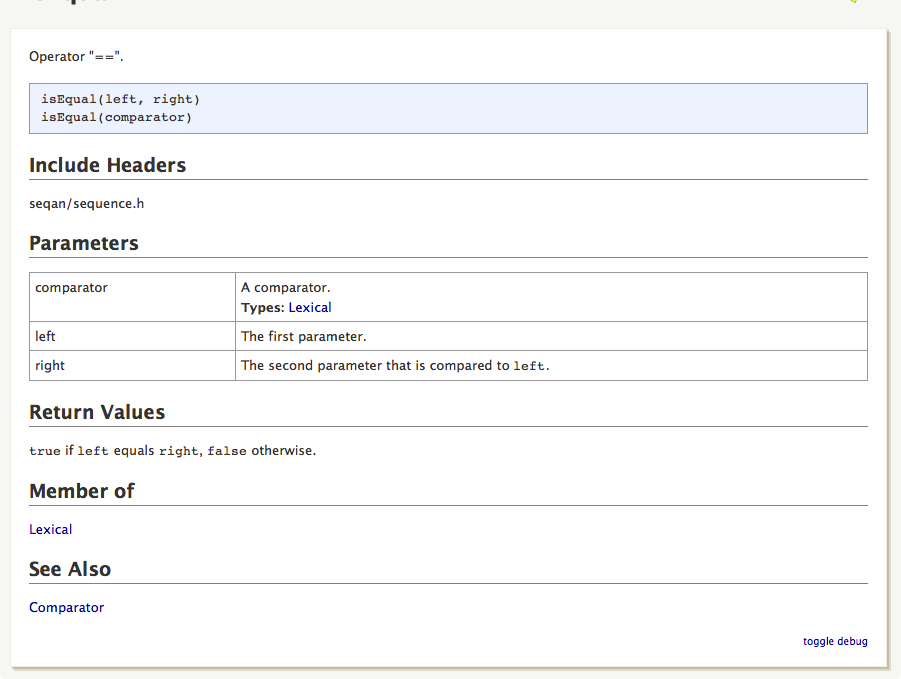 Operator "==".
isEqual(left, right)
isEqual(comparator)
Include Headers
seqan/sequence.h
Parameters
comparator A comparator.
Types: Lexical
left The first parameter.
right The second parameter that is compared to left.
Return Values
true if left equals right, false otherwise.
Member of
Lexical
See Also
Comparator
toggle debug